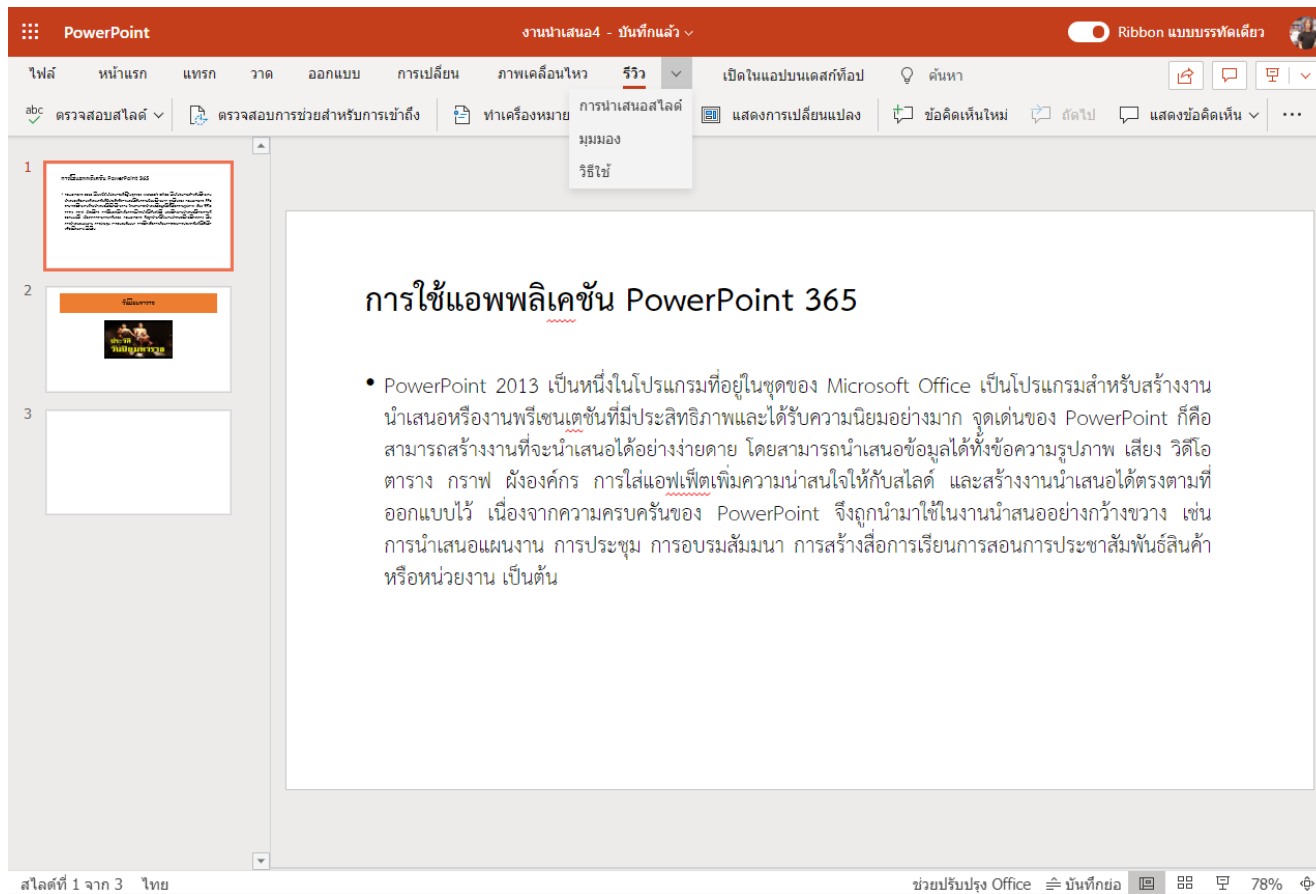 PowerPoint
งานนำเสนอ4 - บันทึกแล้ว
Ribbon แบบบรรทัดเดียว
ไฟล์ หน้าแรก แทรก วาด ออกแบบ การเปลี่ยน ภาพเคลื่อนไหว รีวิว เปิดในแอปบนเดสก์ท็อป ค้นหา
abc ตรวจสอบสไลด์ ตรวจสอบการช่วยสำหรับการเข้าถึง ทำเครื่องหมาย แสดงการเปลี่ยนแปลง ข้อคิดเห็นใหม่ ถัดไป แสดงข้อคิดเห็น
การนำเสนอสไลด์
มุมมอง
วิธีใช้
1
การใช้แอพพลิเคชัน PowerPoint 365
2
ประวัติ
วันปิยมหาราช
3
การใช้แอพพลิเคชัน PowerPoint 365
• PowerPoint 2013 เป็นหนึ่งในโปรแกรมที่อยู่ในชุดของ Microsoft Office เป็นโปรแกรมสำหรับสร้างงาน
นำเสนอหรืองานพรีเซนเตชันที่มีประสิทธิภาพและได้รับความนิยมอย่างมาก จุดเด่นของ PowerPoint ก็คือ
สามารถสร้างงานที่จะนำเสนอได้อย่างง่ายดาย โดยสามารถนำเสนอข้อมูลได้ทั้งข้อความรูปภาพ เสียง วิดีโอ
ตาราง กราฟ ผังองค์กร การใส่แอฟเฟ็ตเพิ่มความน่าสนใจให้กับสไลด์ และสร้างงานนำเสนอได้ตรงตามที่
ออกแบบไว้ เนื่องจากความครบครันของ PowerPoint จึงถูกนำมาใช้ในงานนำสนออย่างกว้างขวาง เช่น
การนำเสนอแผนงาน การประชุม การอบรมสัมมนา การสร้างสื่อการเรียนการสอนการประชาสัมพันธ์สินค้า
หรือหน่วยงาน เป็นต้น
สไลด์ที่ 1 จาก 3 ไทย ช่วยปรับปรุง Office บันทึกย่อ 78%